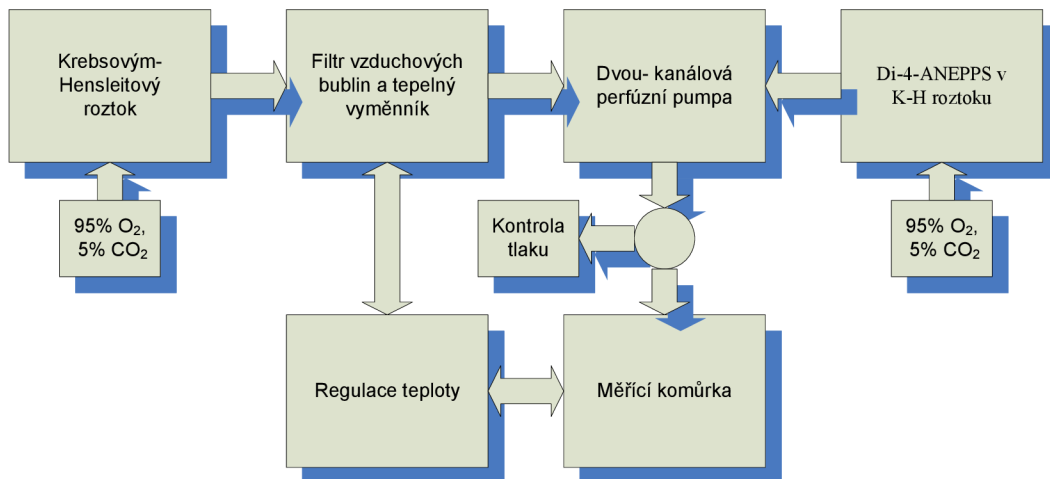 Krebsovým-
Hensleitový
roztok
Filtr vzduchových
bublin a tepelný
vyměnník
Dvou- kanálová
perfúzní pumpa
Di-4-ANEPPS v
K-H roztoku
95% O₂,
5% CO₂
Kontrola
tlaku
95% O₂,
5% CO₂
Regulace teploty
Měřící komůrka